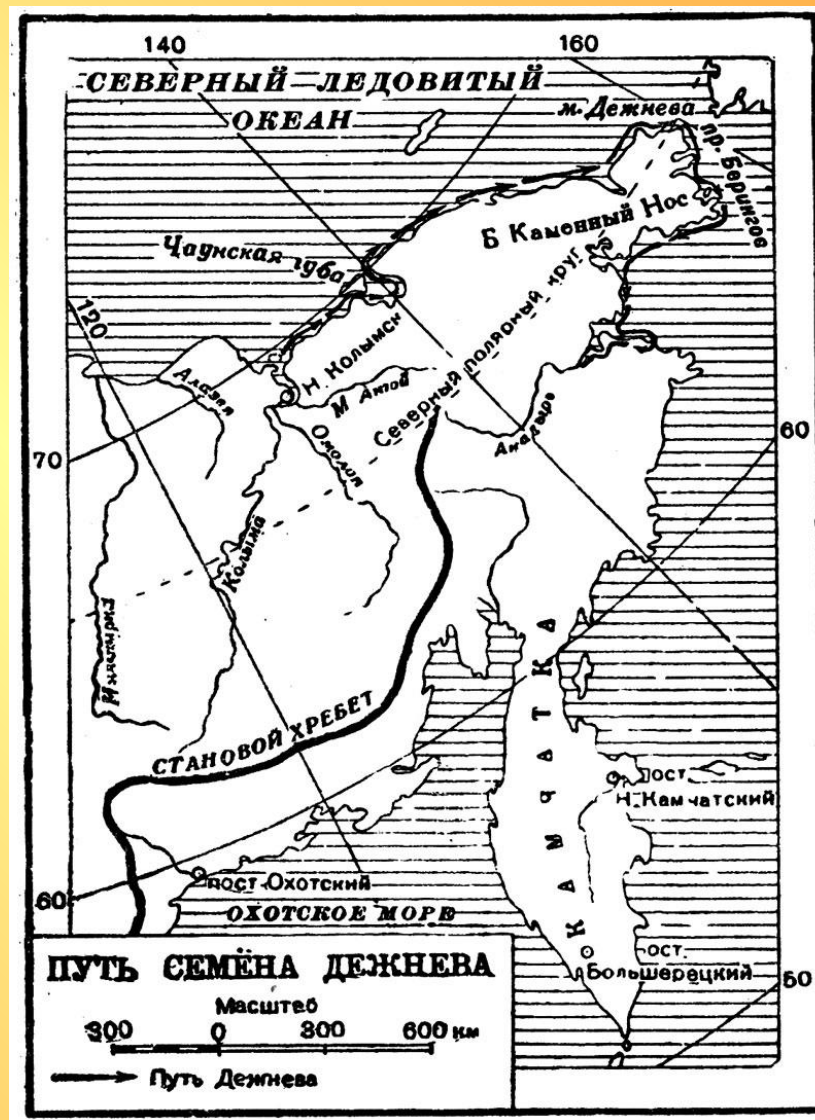 140
160
СЕВЕРНЫЙ ЛЕДОВИТЫЙ
ОКЕАН
м. Дежнева
пр. Берингов
Б Каменный Нос
Чаунская губа
Северный полярный круг
120
Н. Колымск
М Анюй
Алазея
Омолон
Анадырь
70
60
Колыма
Индигирка
СТАНОВОЙ ХРЕБЕТ
КАМЧАТКА
ост.
Н. Камчатский
60
пост Охотский
ОХОТСКОЕ МОРЕ
ост.
Большерецкий
50
ПУТЬ СЕМЁНА ДЕЖНЕВА
Масштаб
300 0 300 600 км
Путь Дежнева